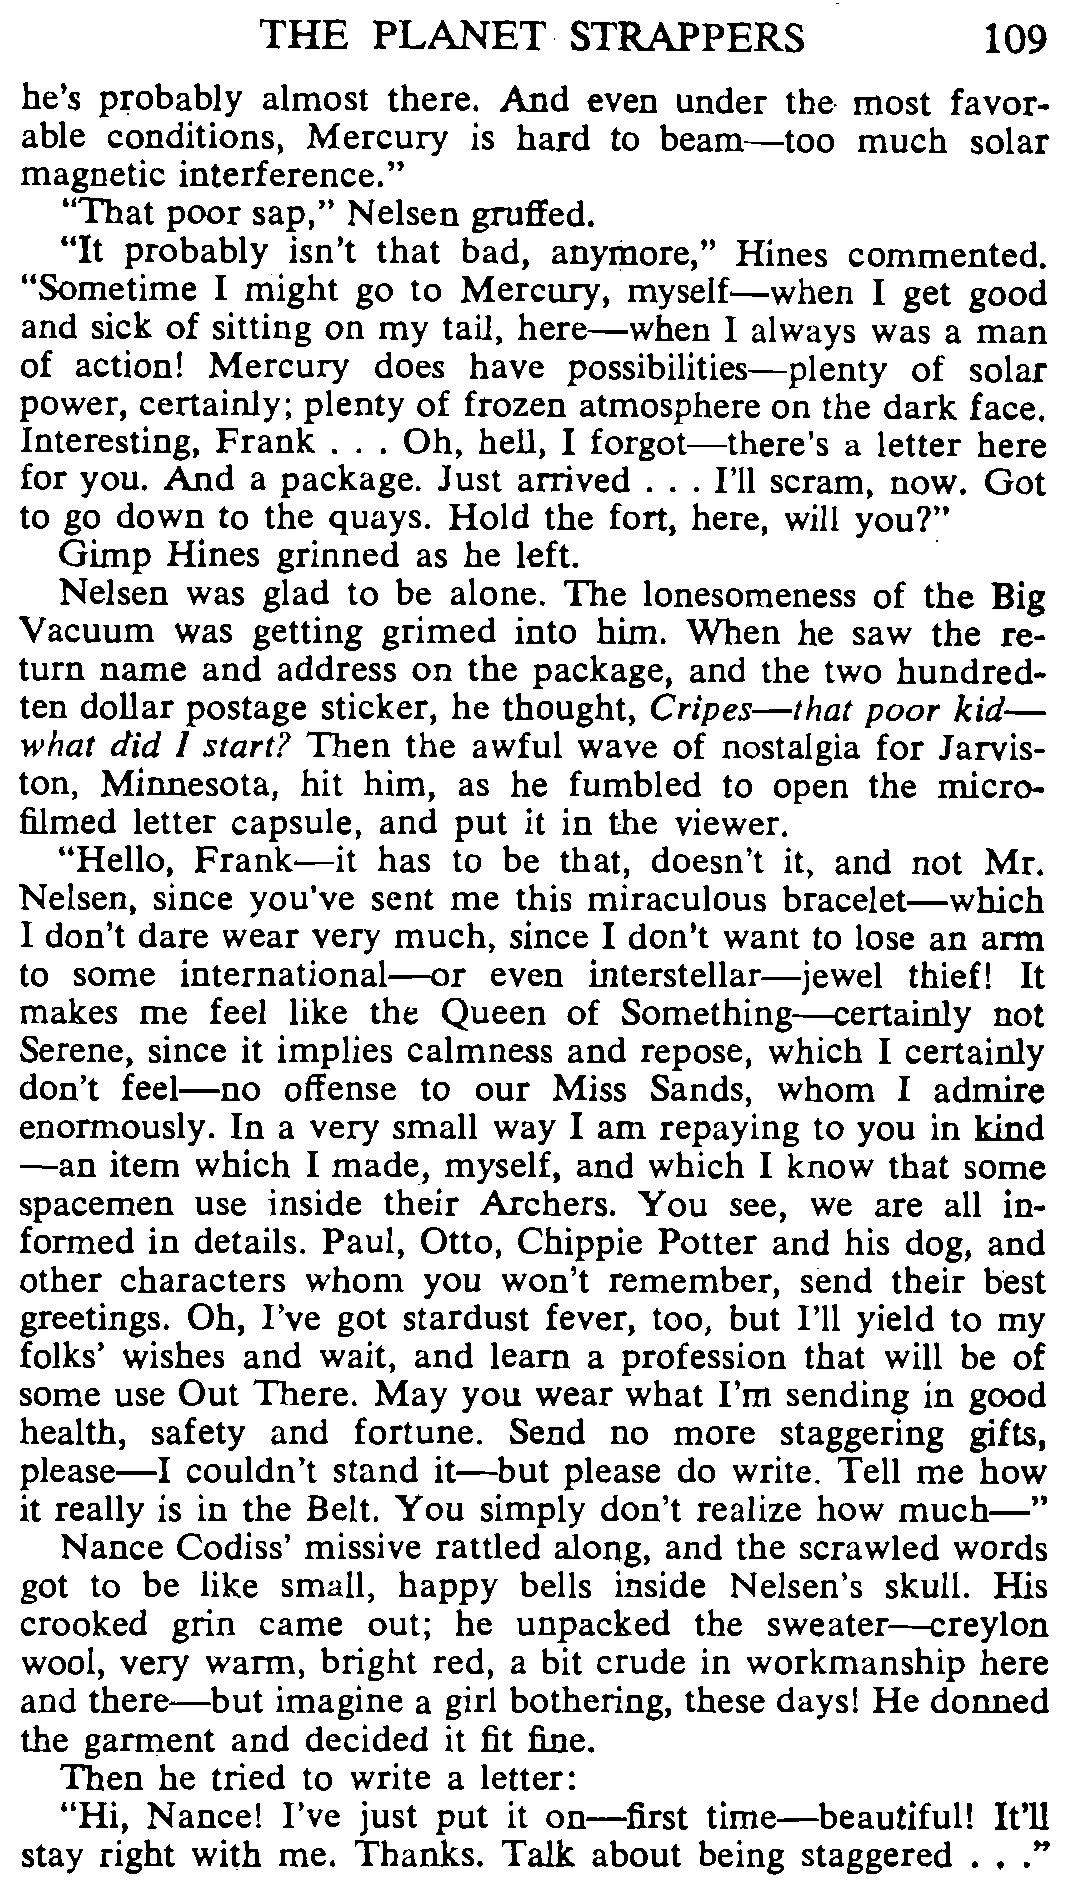 THE PLANET STRAPPERS 109
he's probably almost there. And even under the most favor-
able conditions, Mercury is hard to beam—too much solar
magnetic interference."
"That poor sap," Nelsen gruffed.
"It probably isn't that bad, anymore," Hines commented.
"Sometime I might go to Mercury, myself—when I get good
and sick of sitting on my tail, here—when I always was a man
of action! Mercury does have possibilities—plenty of solar
power, certainly; plenty of frozen atmosphere on the dark face.
Interesting, Frank . . . Oh, hell, I forgot—there's a letter here
for you. And a package. Just arrived . . . I'll scram, now. Got
to go down to the quays. Hold the fort, here, will you?"
Gimp Hines grinned as he left.
Nelsen was glad to be alone. The lonesomeness of the Big
Vacuum was getting grimed into him. When he saw the re-
turn name and address on the package, and the two hundred-
ten dollar postage sticker, he thought, Cripes—that poor kid—
what did I start? Then the awful wave of nostalgia for Jarvis-
ton, Minnesota, hit him, as he fumbled to open the micro-
filmed letter capsule, and put it in the viewer.
"Hello, Frank—it has to be that, doesn't it, and not Mr.
Nelsen, since you've sent me this miraculous bracelet—which
I don't dare wear very much, since I don't want to lose an arm
to some international—or even interstellar—jewel thief! It
makes me feel like the Queen of Something—certainly not
Serene, since it implies calmness and repose, which I certainly
don't feel—no offense to our Miss Sands, whom I admire
enormously. In a very small way I am repaying to you in kind
—an item which I made, myself, and which I know that some
spacemen use inside their Archers. You see, we are all in-
formed in details. Paul, Otto, Chippie Potter and his dog, and
other characters whom you won't remember, send their best
greetings. Oh, I've got stardust fever, too, but I'll yield to my
folks' wishes and wait, and learn a profession that will be of
some use Out There. May you wear what I'm sending in good
health, safety and fortune. Send no more staggering gifts,
please—I couldn't stand it—but please do write. Tell me how
it really is in the Belt. You simply don't realize how much—"
Nance Codiss' missive rattled along, and the scrawled words
got to be like small, happy bells inside Nelsen's skull. His
crooked grin came out; he unpacked the sweater—creylon
wool, very warm, bright red, a bit crude in workmanship here
and there—but imagine a girl bothering, these days! He donned
the garment and decided it fit fine.
Then he tried to write a letter:
"Hi, Nance! I've just put it on—first time—beautiful! It'll
stay right with me. Thanks. Talk about being staggered . . ."